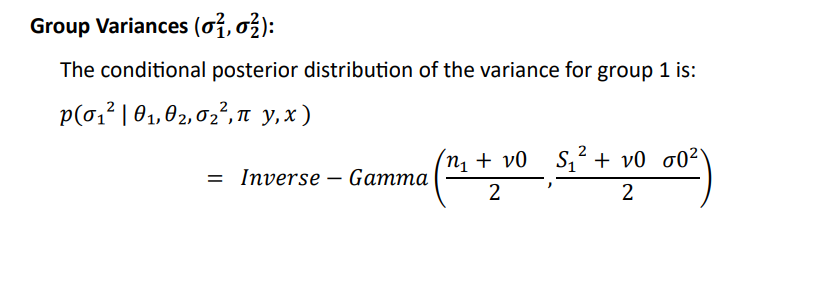 Group Variances (σ₁², σ₂²):
The conditional posterior distribution of the variance for group 1 is:
p(σ₁² | θ₁, θ₂, σ₂², π y, x )
= Inverse − Gamma ( (n₁ + ν0)/2 , (S₁² + ν0 σ0²)/2 )